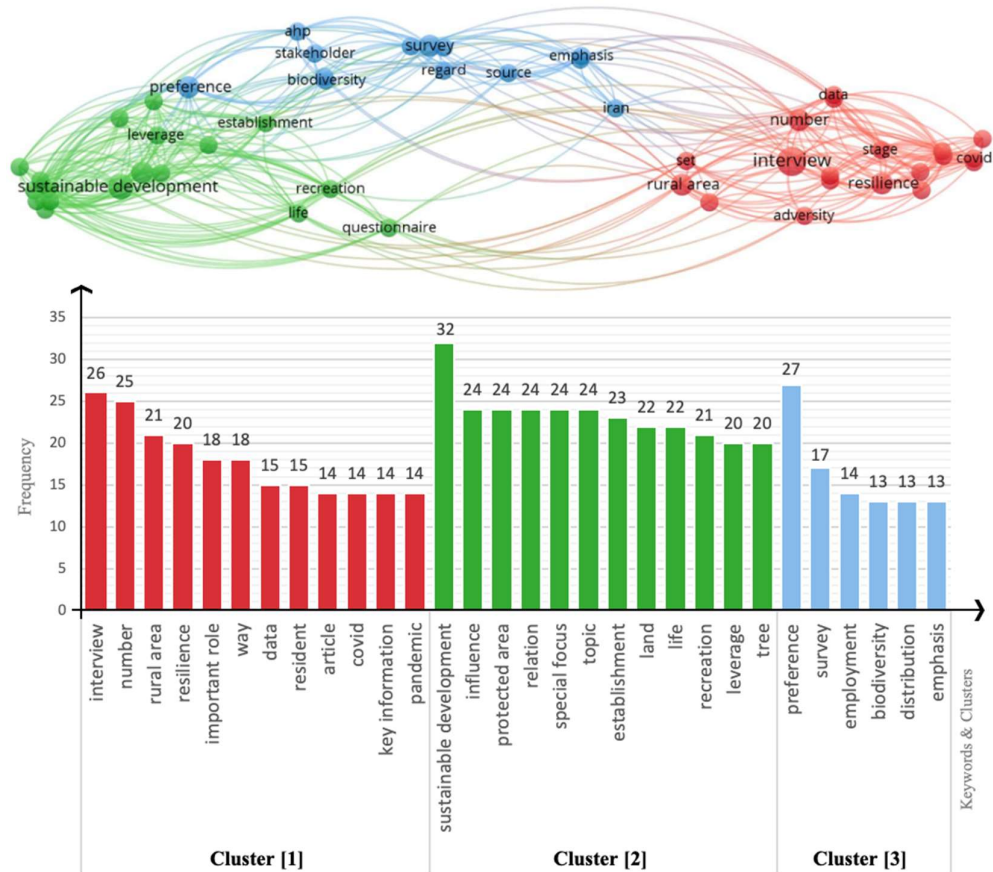 ahp
survey
stakeholder
emphasis
regard
source
biodiversity
preference
data
iran
establishment
number
leverage
stage
set
interview
covid
sustainable development
recreation
rural area
resilience
life
adversity
questionnaire
35
30
25
20
15
10
5
0
Frequency
26
25
21
20
18
18
15
15
14
14
14
14
32
24
24
24
24
24
23
22
22
21
20
20
27
17
14
13
13
13
interview
number
rural area
resilience
important role
way
data
resident
article
covid
key information
pandemic
sustainable development
influence
protected area
relation
special focus
topic
establishment
land
life
recreation
leverage
tree
preference
survey
employment
biodiversity
distribution
emphasis
Keywords & Clusters
Cluster [1]
Cluster [2]
Cluster [3]